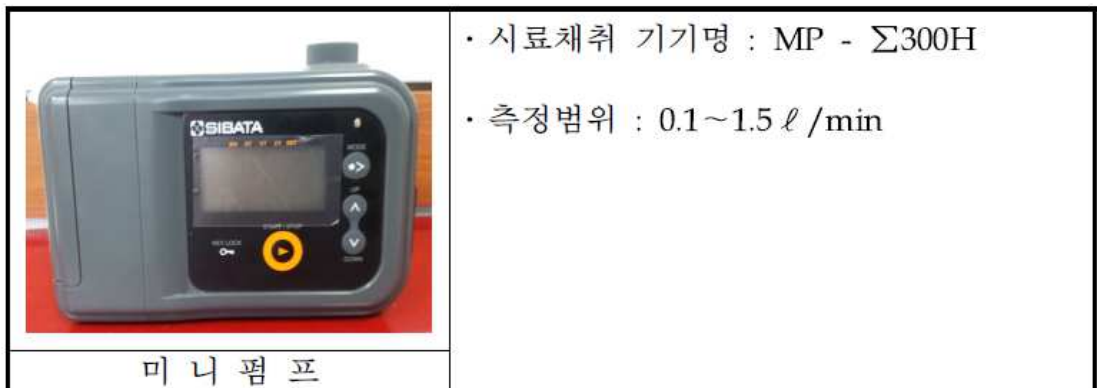 · 시료채취 기기명 : MP - ∑300H
· 측정범위 : 0.1~1.5 ℓ /min
SIBATA
MODE
UP
START / STOP
KEY LOCK
DOWN
미 니 펌 프